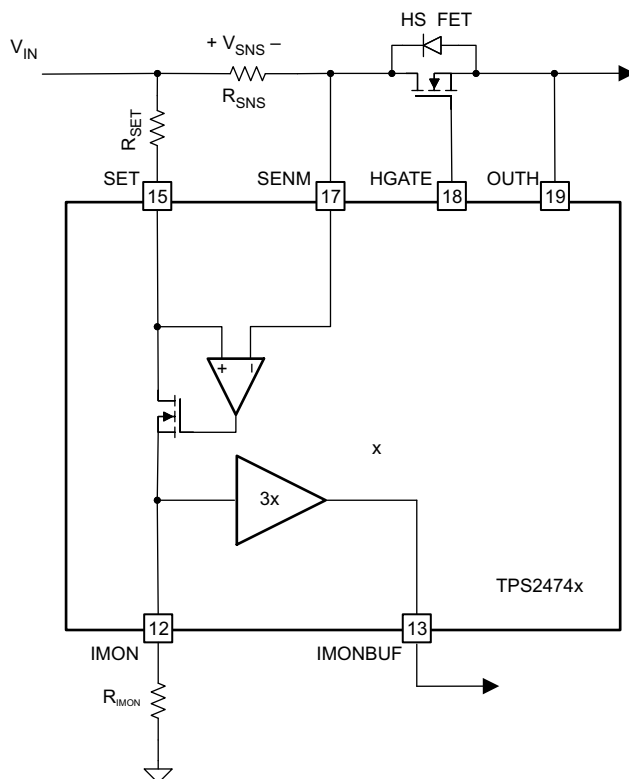 HS FET
V_IN
+ V_SNS –
R_SNS
R_SET
SET
SENM
HGATE
OUTH
15
17
18
19
+ –
x
3x
TPS2474x
12
13
IMON
IMONBUF
R_IMON